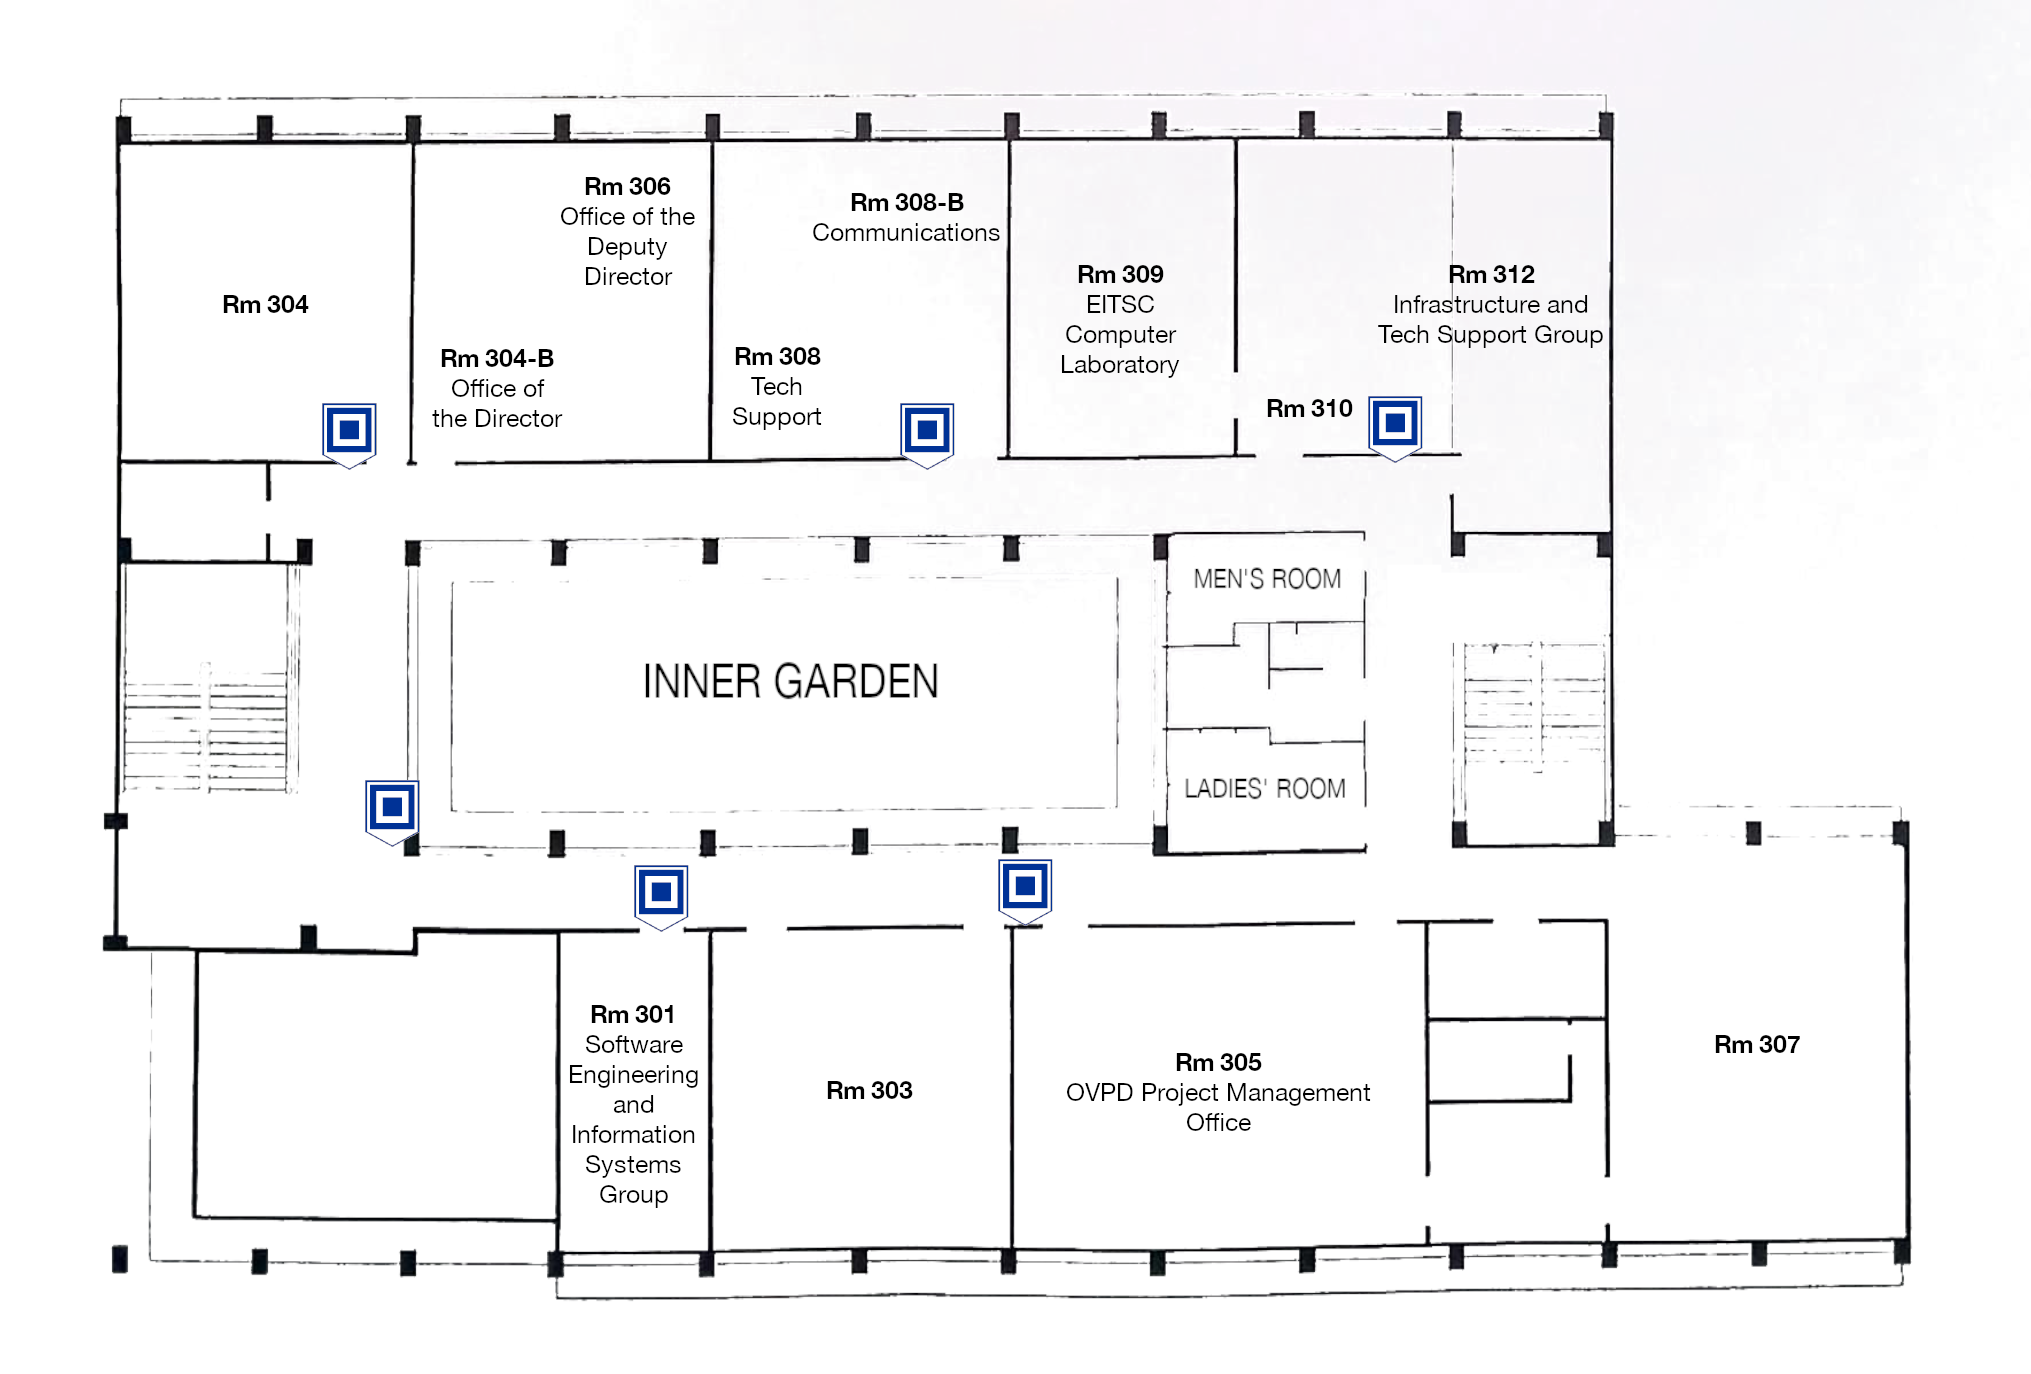 Rm 306
Office of the
Deputy
Director
Rm 308-B
Communications
Rm 304
Rm 304-B
Office of
the Director
Rm 308
Tech
Support
Rm 309
EITSC
Computer
Laboratory
Rm 310
Rm 312
Infrastructure and
Tech Support Group
MEN'S ROOM
INNER GARDEN
LADIES' ROOM
Rm 301
Software
Engineering
and
Information
Systems
Group
Rm 303
Rm 305
OVPD Project Management
Office
Rm 307